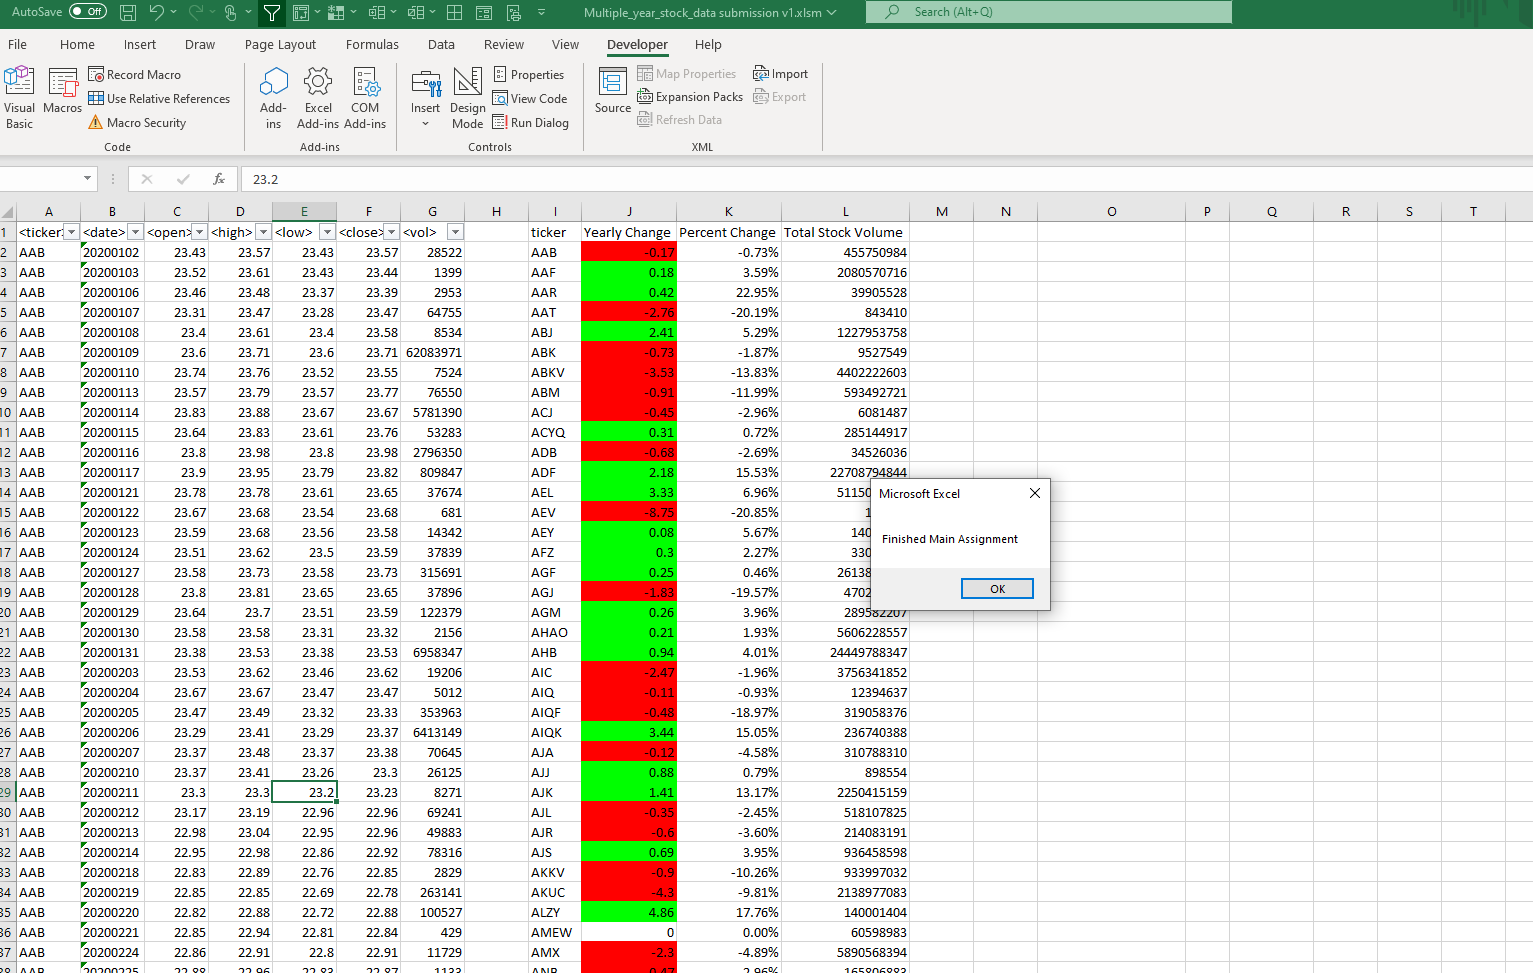 AutoSave Off Multiple_year_stock_data submission v1.xlsm Search (Alt+Q)
File Home Insert Draw Page Layout Formulas Data Review View Developer Help
Visual Basic
Macros
Record Macro
Use Relative References
Macro Security
Code
Add-ins
Excel Add-ins
COM Add-ins
Add-ins
Insert
Design Mode
Properties
View Code
Run Dialog
Controls
Source
Map Properties
Expansion Packs
Refresh Data
Import
Export
XML
fx 23.2
A B C D E F G H I J K L M N O P Q R S T
1 <ticker> <date> <open> <high> <low> <close> <vol> ticker Yearly Change Percent Change Total Stock Volume
2 AAB 20200102 23.43 23.57 23.43 23.57 28522 AAB -0.17 -0.73% 455750984
3 AAB 20200103 23.52 23.61 23.43 23.44 1399 AAF 0.18 3.59% 2080570716
4 AAB 20200106 23.46 23.48 23.37 23.39 2953 AAR 0.42 22.95% 39905528
5 AAB 20200107 23.31 23.47 23.28 23.47 64755 AAT -2.76 -20.19% 843410
6 AAB 20200108 23.4 23.61 23.4 23.58 8534 ABJ 2.41 5.29% 1227953758
7 AAB 20200109 23.6 23.71 23.6 23.71 62083971 ABK -0.73 -1.87% 9527549
8 AAB 20200110 23.74 23.76 23.52 23.55 7524 ABKV -3.53 -13.83% 4402222603
9 AAB 20200113 23.57 23.79 23.57 23.77 76550 ABM -0.91 -11.99% 593492721
10 AAB 20200114 23.83 23.88 23.67 23.67 5781390 ACJ -0.45 -2.96% 6081487
11 AAB 20200115 23.64 23.83 23.61 23.76 53283 ACYQ 0.31 0.72% 285144917
12 AAB 20200116 23.8 23.98 23.8 23.98 2796350 ADB -0.68 -2.69% 34526036
13 AAB 20200117 23.9 23.95 23.79 23.82 809847 ADF 2.18 15.53% 22708794844
14 AAB 20200121 23.78 23.78 23.61 23.65 37674 AEL 3.33 6.96% 5115
15 AAB 20200122 23.67 23.68 23.54 23.68 681 AEV -8.75 -20.85% 1
16 AAB 20200123 23.59 23.68 23.56 23.58 14342 AEY 0.08 5.67% 140
17 AAB 20200124 23.51 23.62 23.5 23.59 37839 AFZ 0.3 2.27% 330
18 AAB 20200127 23.58 23.73 23.58 23.73 315691 AGF 0.25 0.46% 2613
19 AAB 20200128 23.8 23.81 23.65 23.65 37896 AGJ -1.83 -19.57% 4702
20 AAB 20200129 23.64 23.7 23.51 23.59 122379 AGM 0.26 3.96% 289582207
21 AAB 20200130 23.58 23.58 23.31 23.32 2156 AHAO 0.21 1.93% 5606228557
22 AAB 20200131 23.38 23.53 23.38 23.53 6958347 AHB 0.94 4.01% 24449788347
23 AAB 20200203 23.53 23.62 23.46 23.62 19206 AIC -2.47 -1.96% 3756341852
24 AAB 20200204 23.67 23.67 23.47 23.47 5012 AIQ -0.11 -0.93% 12394637
25 AAB 20200205 23.47 23.49 23.32 23.33 353963 AIQF -0.48 -18.97% 319058376
26 AAB 20200206 23.29 23.41 23.29 23.37 6413149 AIQK 3.44 15.05% 236740388
27 AAB 20200207 23.37 23.48 23.37 23.38 70645 AJA -0.12 -4.58% 310788310
28 AAB 20200210 23.37 23.41 23.26 23.3 26125 AJJ 0.88 0.79% 898554
29 AAB 20200211 23.3 23.3 23.2 23.23 8271 AJK 1.41 13.17% 2250415159
30 AAB 20200212 23.17 23.19 22.96 22.96 69241 AJL -0.35 -2.45% 518107825
31 AAB 20200213 22.98 23.04 22.95 22.96 49883 AJR -0.6 -3.60% 214083191
32 AAB 20200214 22.95 22.98 22.86 22.92 78316 AJS 0.69 3.95% 936458598
33 AAB 20200218 22.83 22.89 22.76 22.85 2829 AKKV -0.9 -10.26% 933997032
34 AAB 20200219 22.85 22.85 22.69 22.78 263141 AKUC -4.3 -9.81% 2138977083
35 AAB 20200220 22.82 22.88 22.72 22.88 100527 ALZY 4.86 17.76% 140001404
36 AAB 20200221 22.85 22.94 22.81 22.84 429 AMEW 0 0.00% 60598983
37 AAB 20200224 22.86 22.91 22.8 22.91 11729 AMX -2.3 -4.89% 5890568394
Microsoft Excel
Finished Main Assignment
OK